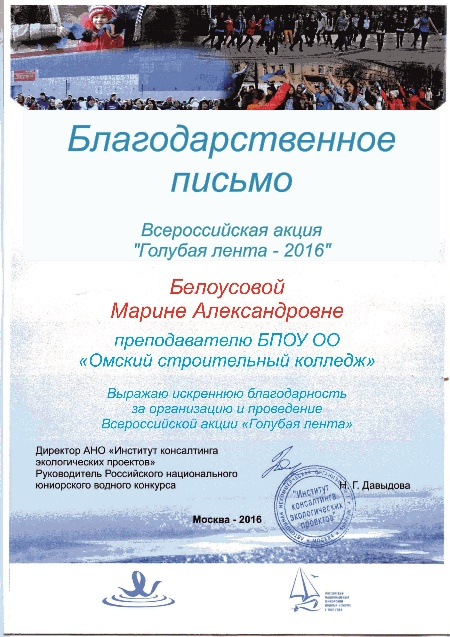 Благодарственное
письмо
Всероссийская акция
"Голубая лента - 2016"
Белоусовой
Марине Александровне
преподавателю БПОУ ОО
«Омский строительный колледж»
Выражаю искреннюю благодарность
за организацию и проведение
Всероссийской акции «Голубая лента»
Директор АНО «Институт консалтинга
экологических проектов»
Руководитель Российского национального
юниорского водного конкурса
Н. Г. Давыдова
"Институт
консалтинга
экологических
проектов"
Москва - 2016